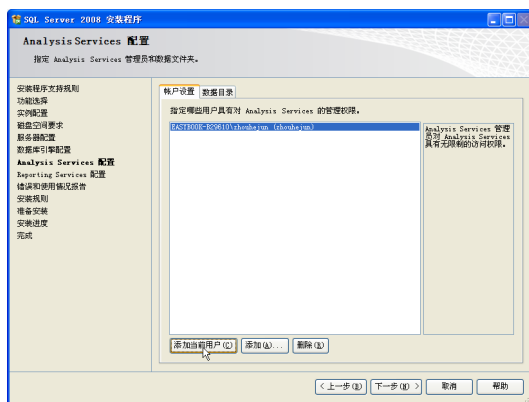 SQL Server 2008 安装程序
Analysis Services 配置
指定 Analysis Services 管理员和数据文件夹。
安装程序支持规则
功能选择
实例配置
磁盘空间要求
服务器配置
数据库引擎配置
Analysis Services 配置
Reporting Services 配置
错误和使用情况报告
安装规则
准备安装
安装进度
完成
帐户设置 数据目录
指定哪些用户具有对 Analysis Services 的管理权限。
EASYBOOK-B29610\zhouhejun (zhouhejun)
Analysis Services 管理
员对 Analysis Services
具有无限制的访问权限。
添加当前用户(C) 添加(A)... 删除(R)
<上一步(B) 下一步(N)> 取消 帮助